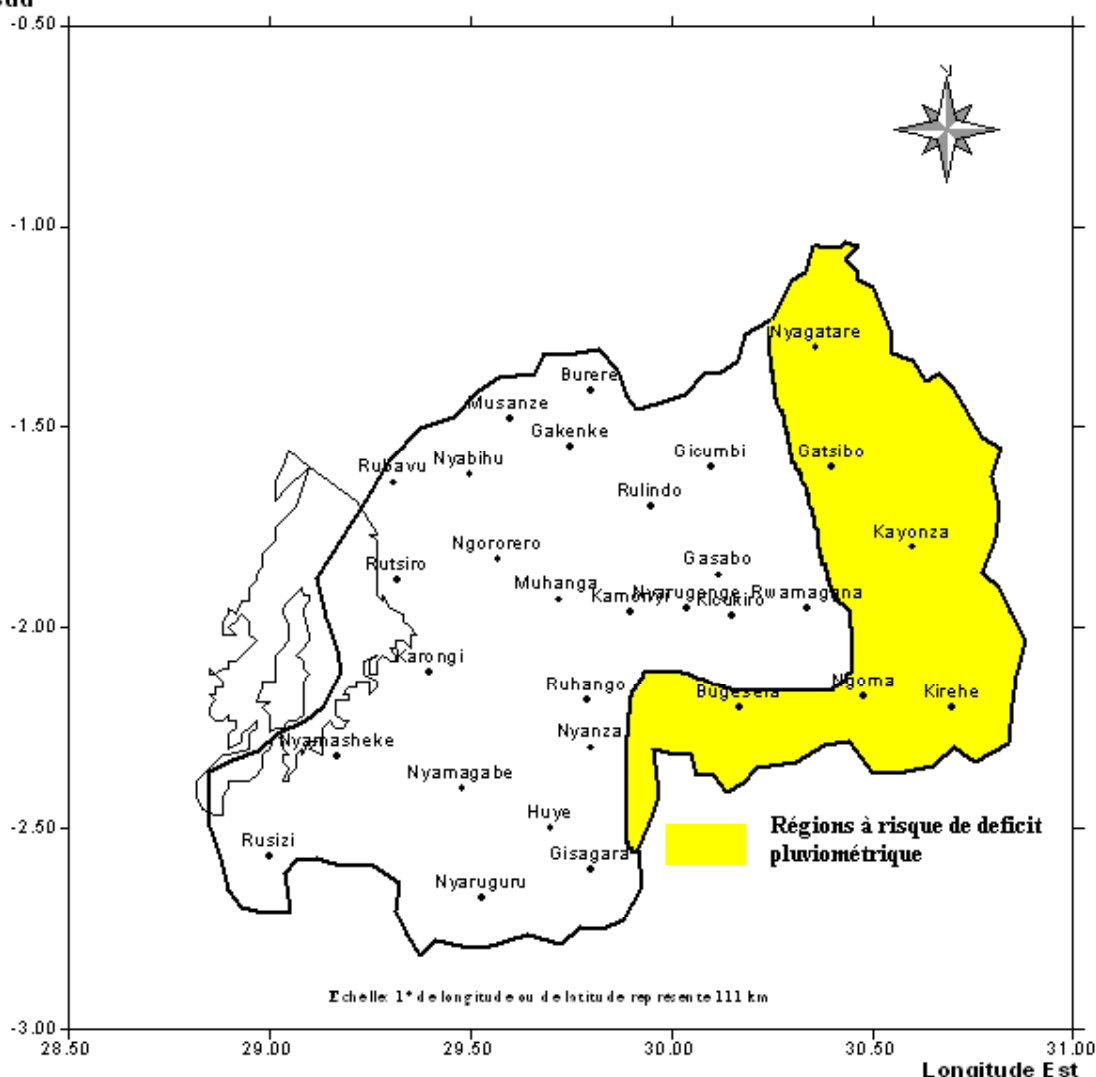 -0.50
-1.00
-1.50
-2.00
-2.50
-3.00
Nyagatare
Burere
Musanze
Gakenke
Gicumbi
Gatsibo
Rubavu
Nyabihu
Rulindo
Kayonza
Ngororero
Gasabo
Rutsiro
Muhanga
Kamonyi
Nyarugenge
Kicukiro
Rwamagana
Karongi
Ruhango
Bugesera
Ngoma
Kirehe
Nyamasheke
Nyanza
Nyamagabe
Huye
Rusizi
Gisagara
Nyaruguru
Régions à risque de deficit
pluviométrique
Echelle: 1° de longitude ou de latitude représente 111 km
28.50
29.00
29.50
30.00
30.50
31.00
Longitude Est